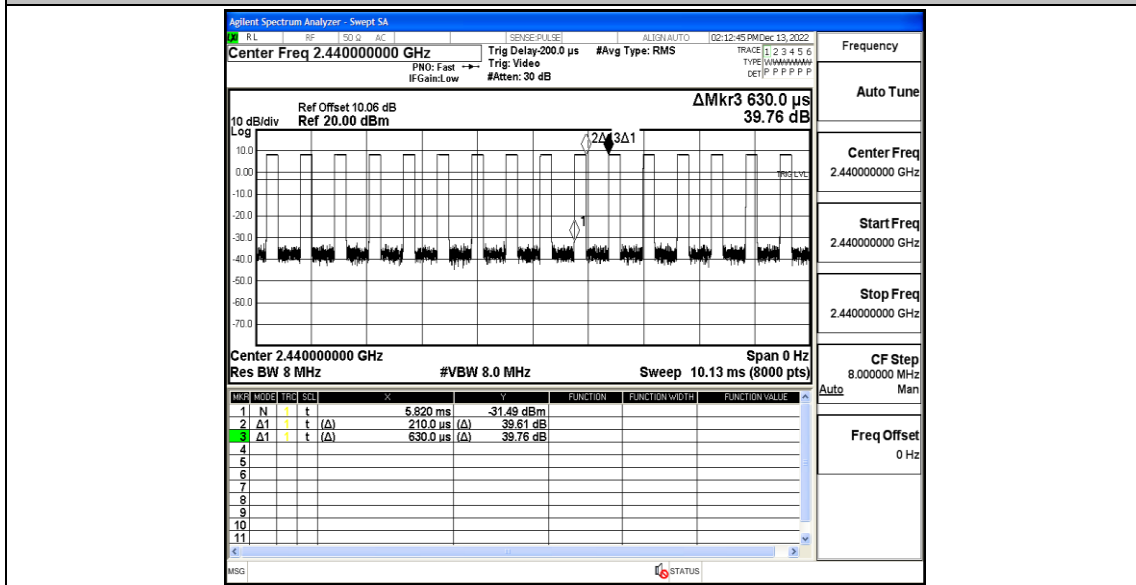 Agilent Spectrum Analyzer - Swept SA
LXI RL RF 50 Ω AC SENSE:PULSE ALIGN AUTO 02:12:45 PM Dec 13, 2022
Center Freq 2.440000000 GHz
PNO: Fast
IFGain:Low
Trig Delay-200.0 µs
Trig: Video
#Atten: 30 dB
#Avg Type: RMS
TRACE 1 2 3 4 5 6
TYPE
DET P P P P P P
Ref Offset 10.06 dB
Ref 20.00 dBm
10 dB/div
Log
ΔMkr3 630.0 µs
39.76 dB
10.0
0.00
-10.0
-20.0
-30.0
-40.0
-50.0
-60.0
-70.0
2Δ1
3Δ1
1
TRIG LVL
Center 2.440000000 GHz Span 0 Hz
Res BW 8 MHz #VBW 8.0 MHz Sweep 10.13 ms (8000 pts)
MKR MODE TRC SCL X Y FUNCTION FUNCTION WIDTH FUNCTION VALUE
1 N 1 t 5.820 ms -31.49 dBm
2 Δ1 1 t (Δ) 210.0 µs (Δ) 39.61 dB
3 Δ1 1 t (Δ) 630.0 µs (Δ) 39.76 dB
4
5
6
7
8
9
10
11
MSG STATUS
Frequency
Auto Tune
Center Freq
2.440000000 GHz
Start Freq
2.440000000 GHz
Stop Freq
2.440000000 GHz
CF Step
8.000000 MHz
Auto Man
Freq Offset
0 Hz